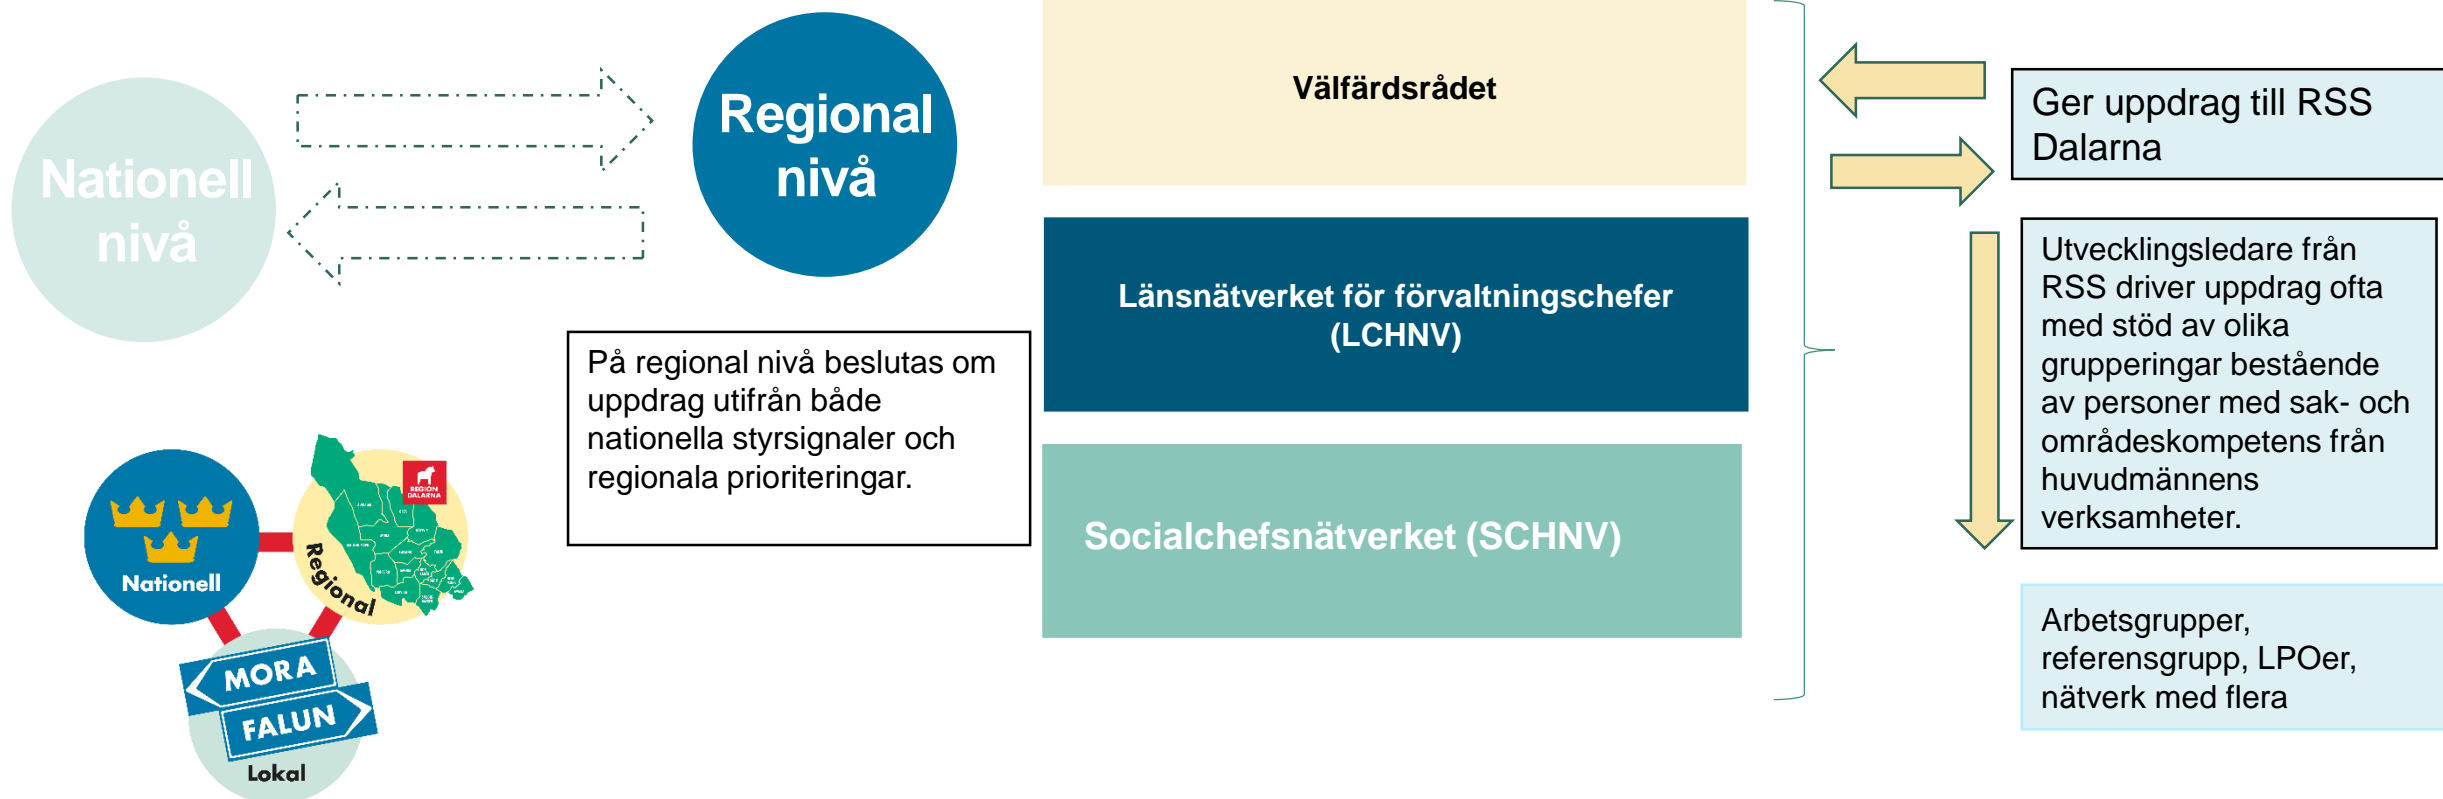 Nationell
nivå
Regional
nivå
Välfärdsrådet
Länsnätverket för förvaltningschefer
(LCHNV)
Socialchefsnätverket (SCHNV)
På regional nivå beslutas om
uppdrag utifrån både
nationella styrsignaler och
regionala prioriteringar.
Ger uppdrag till RSS
Dalarna
Utvecklingsledare från
RSS driver uppdrag ofta
med stöd av olika
grupperingar bestående
av personer med sak- och
områdeskompetens från
huvudmännens
verksamheter.
Arbetsgrupper,
referensgrupp, LPOer,
nätverk med flera
Nationell
Regional
REGION
DALARNA
MORA
FALUN
Lokal